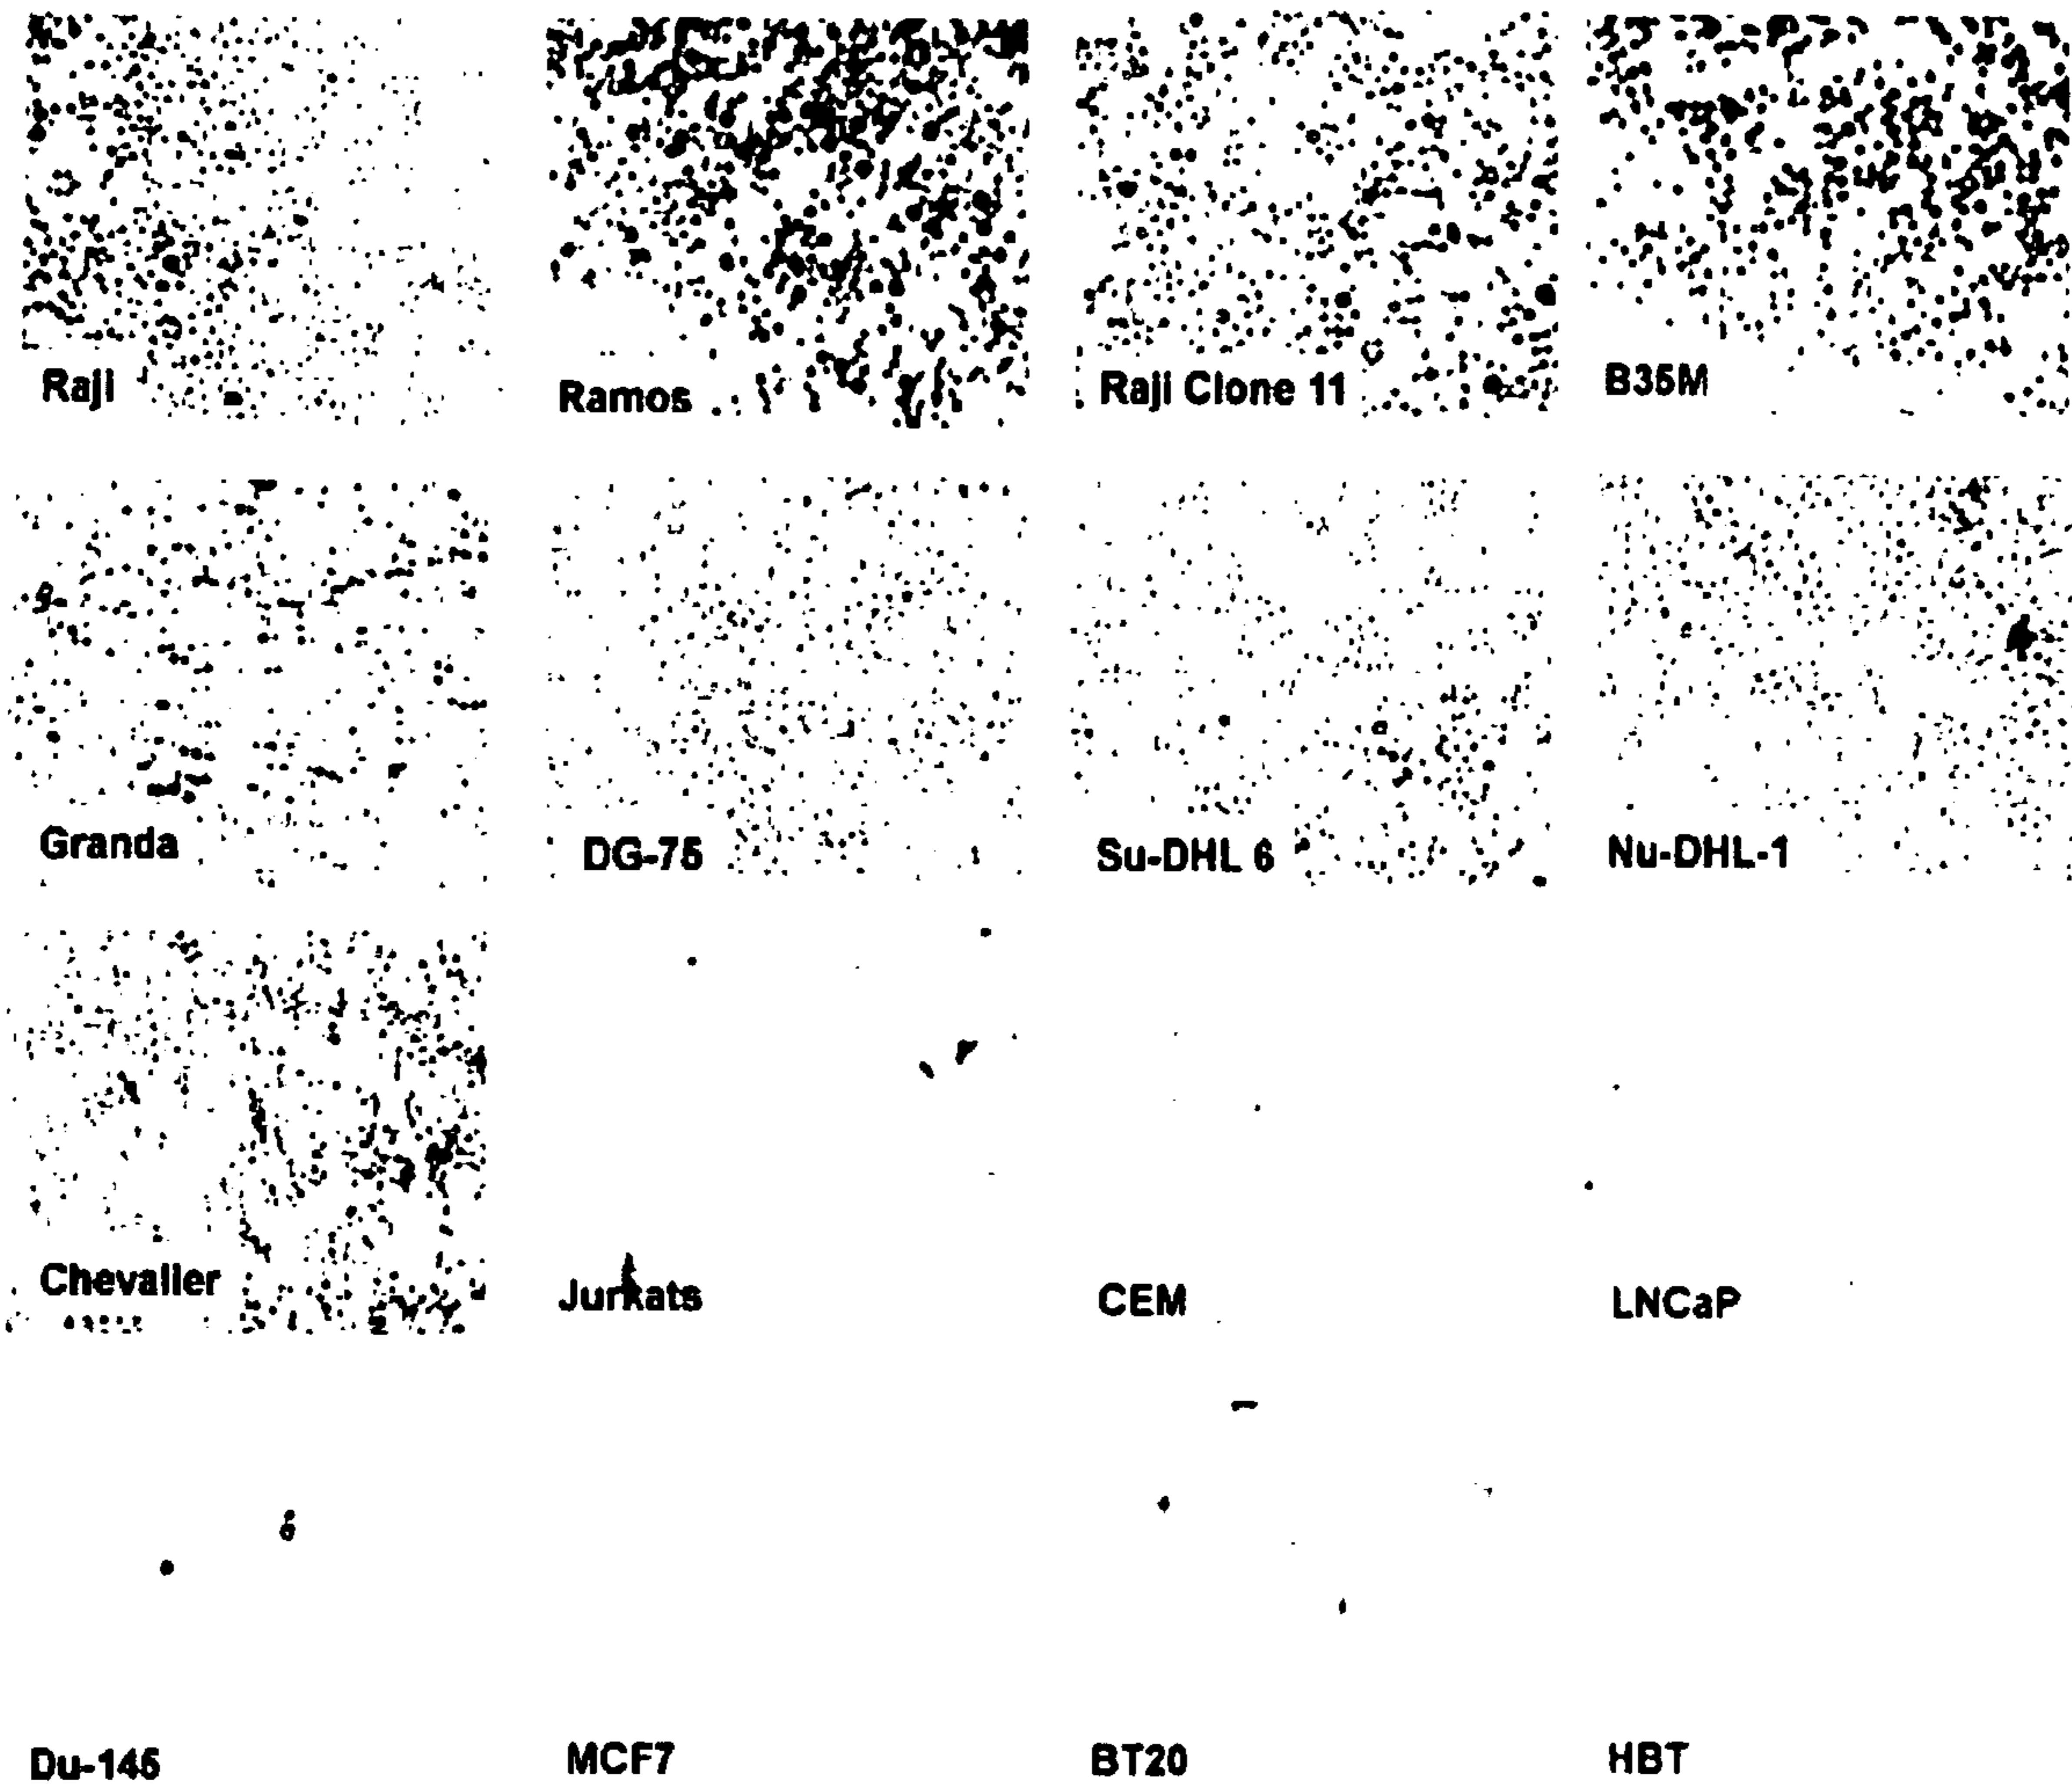 Raji
Ramos
Raji Clone 11
B35M
Granda
DG-75
Su-DHL 6
Nu-DHL-1
Chevalier
Jurkats
CEM
LNCaP
Du-145
MCF7
BT20
HBT